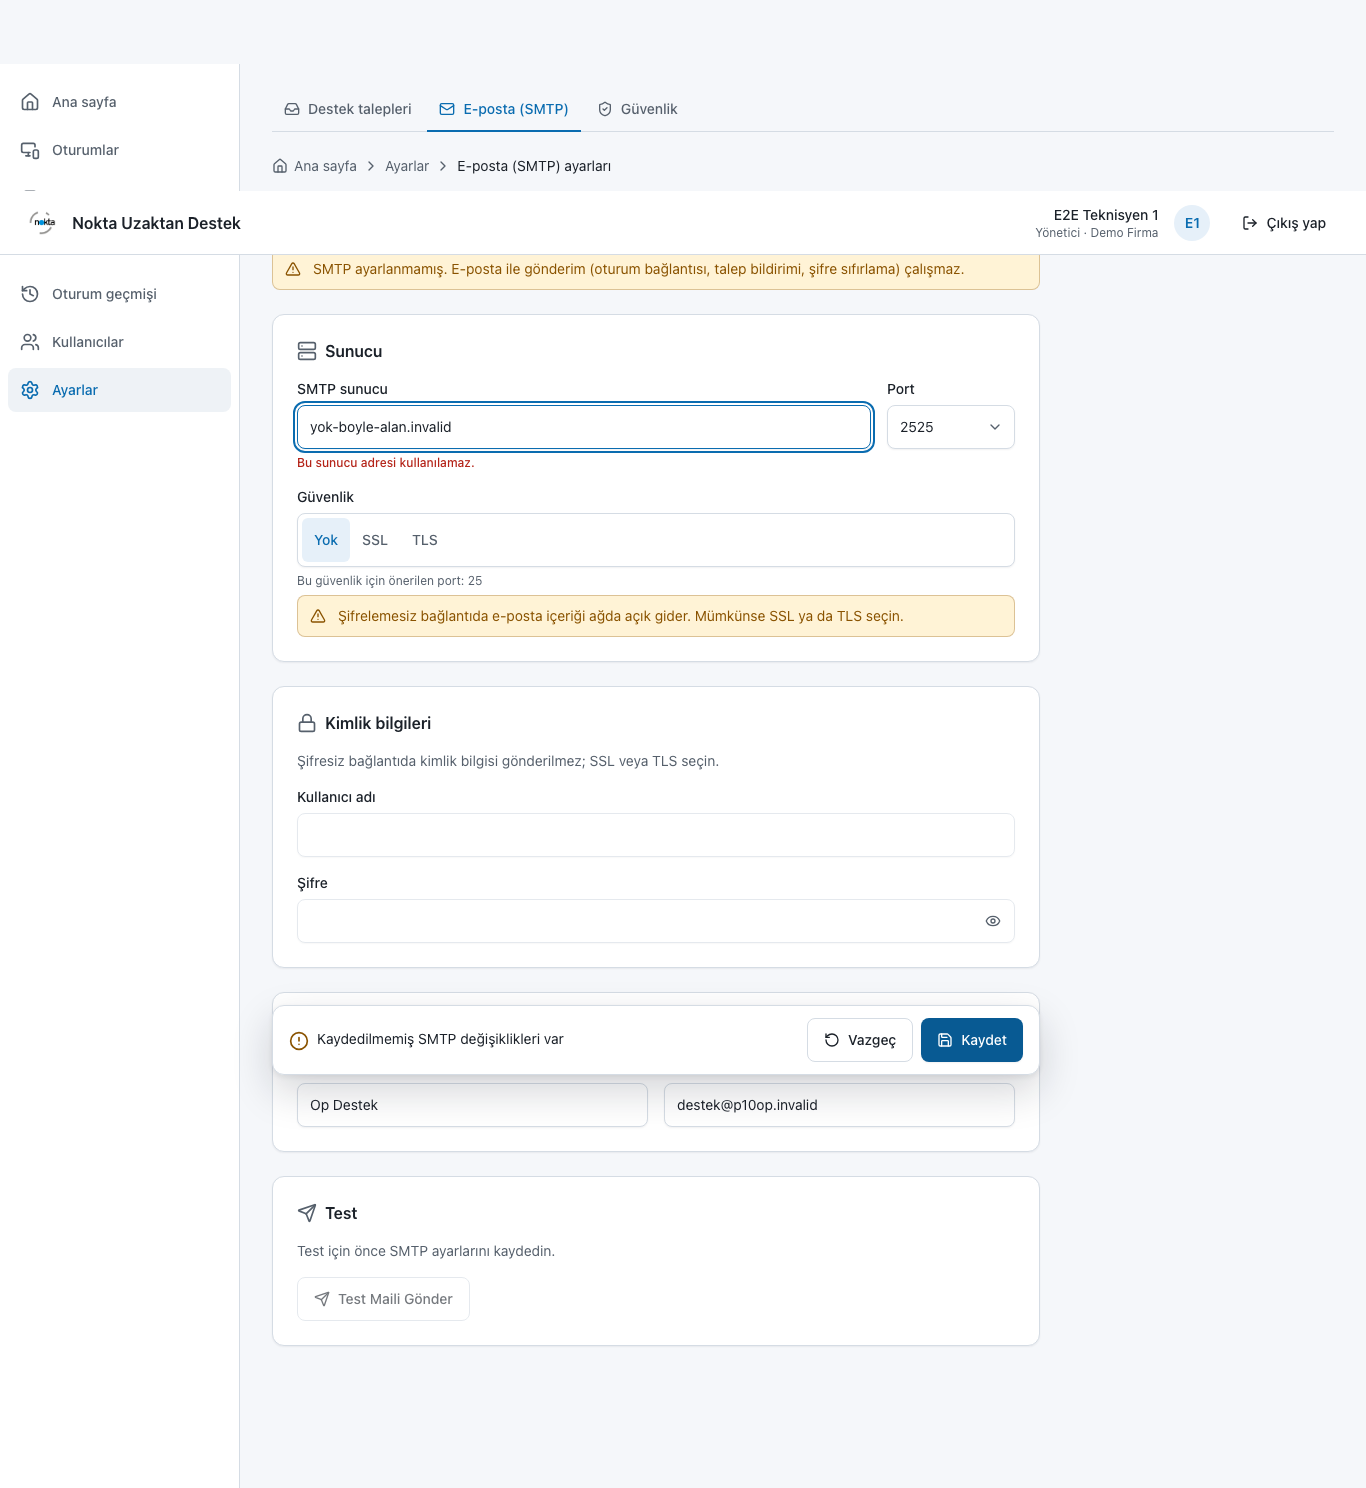 Ana sayfa
Oturumlar
Destek talepleri
E-posta (SMTP)
Güvenlik
Ana sayfa
Ayarlar
E-posta (SMTP) ayarları
nokta
Nokta Uzaktan Destek
E2E Teknisyen 1
Yönetici · Demo Firma
E1
Çıkış yap
Oturum geçmişi
Kullanıcılar
Ayarlar
SMTP ayarlanmamış. E-posta ile gönderim (oturum bağlantısı, talep bildirimi, şifre sıfırlama) çalışmaz.
Sunucu
SMTP sunucu
Port
yok-boyle-alan.invalid
2525
Bu sunucu adresi kullanılamaz.
Güvenlik
Yok
SSL
TLS
Bu güvenlik için önerilen port: 25
Şifrelemesiz bağlantıda e-posta içeriği ağda açık gider. Mümkünse SSL ya da TLS seçin.
Kimlik bilgileri
Şifresiz bağlantıda kimlik bilgisi gönderilmez; SSL veya TLS seçin.
Kullanıcı adı
Şifre
Kaydedilmemiş SMTP değişiklikleri var
Vazgeç
Kaydet
Op Destek
destek@p10op.invalid
Test
Test için önce SMTP ayarlarını kaydedin.
Test Maili Gönder